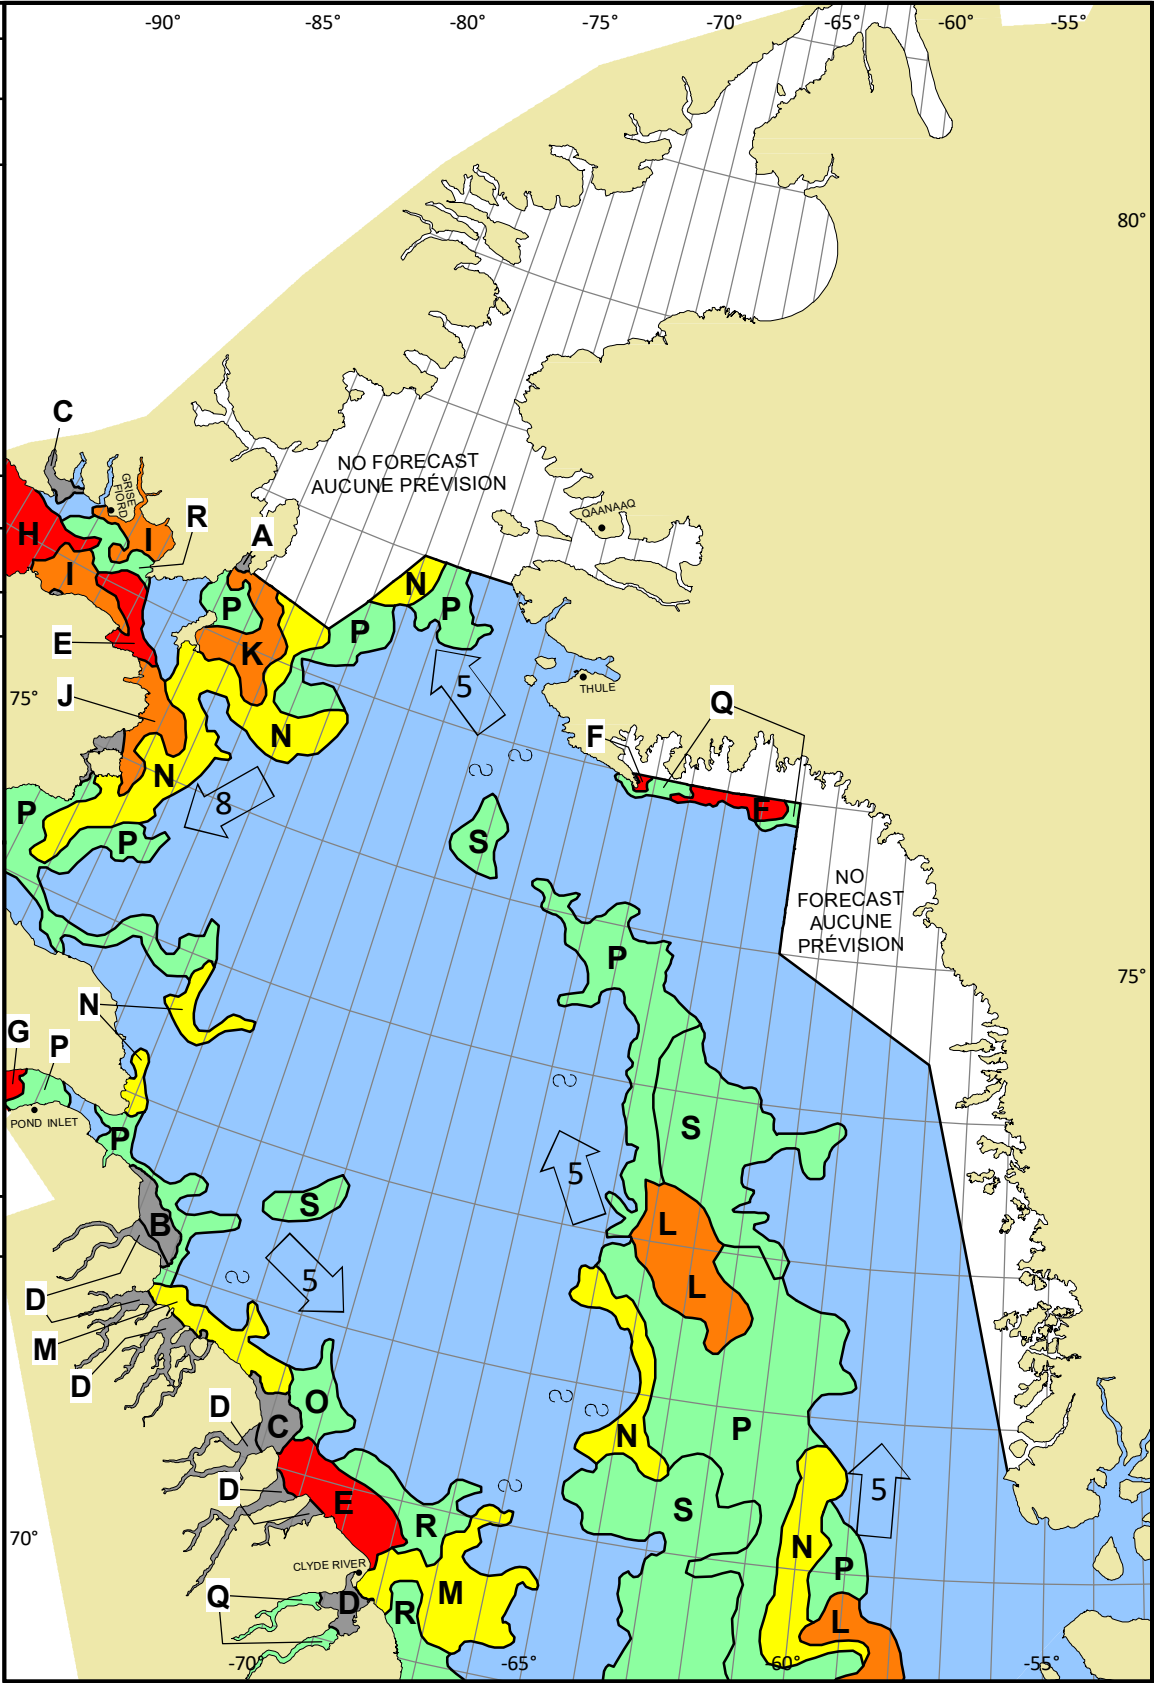 -90° -85° -80° -75° -70° -65° -60° -55°
80°
C
NO FORECAST
AUCUNE PRÉVISION
GRISE
FIORD
QAANAAQ
R
H
I
A
I
N
P
P
P
E
K
THULE
5
75°
J
Q
N
F
N
8
P
F
P
S
NO
FORECAST
AUCUNE
PRÉVISION
P
75°
N
G
P
POND INLET
P
S
5
S
B
L
5
L
D
M
D
O
D
C
P
N
D
5
E
S
R
70°
N
CLYDE RIVER
P
Q
D
R
M
L
-70° -65° -60° -55°